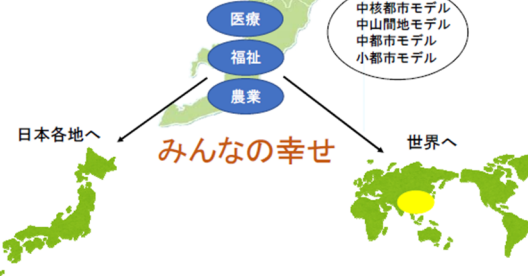 中核都市モデル
中山間地モデル
中都市モデル
小都市モデル
医療
福祉
農業
日本各地へ
みんなの幸せ
世界へ